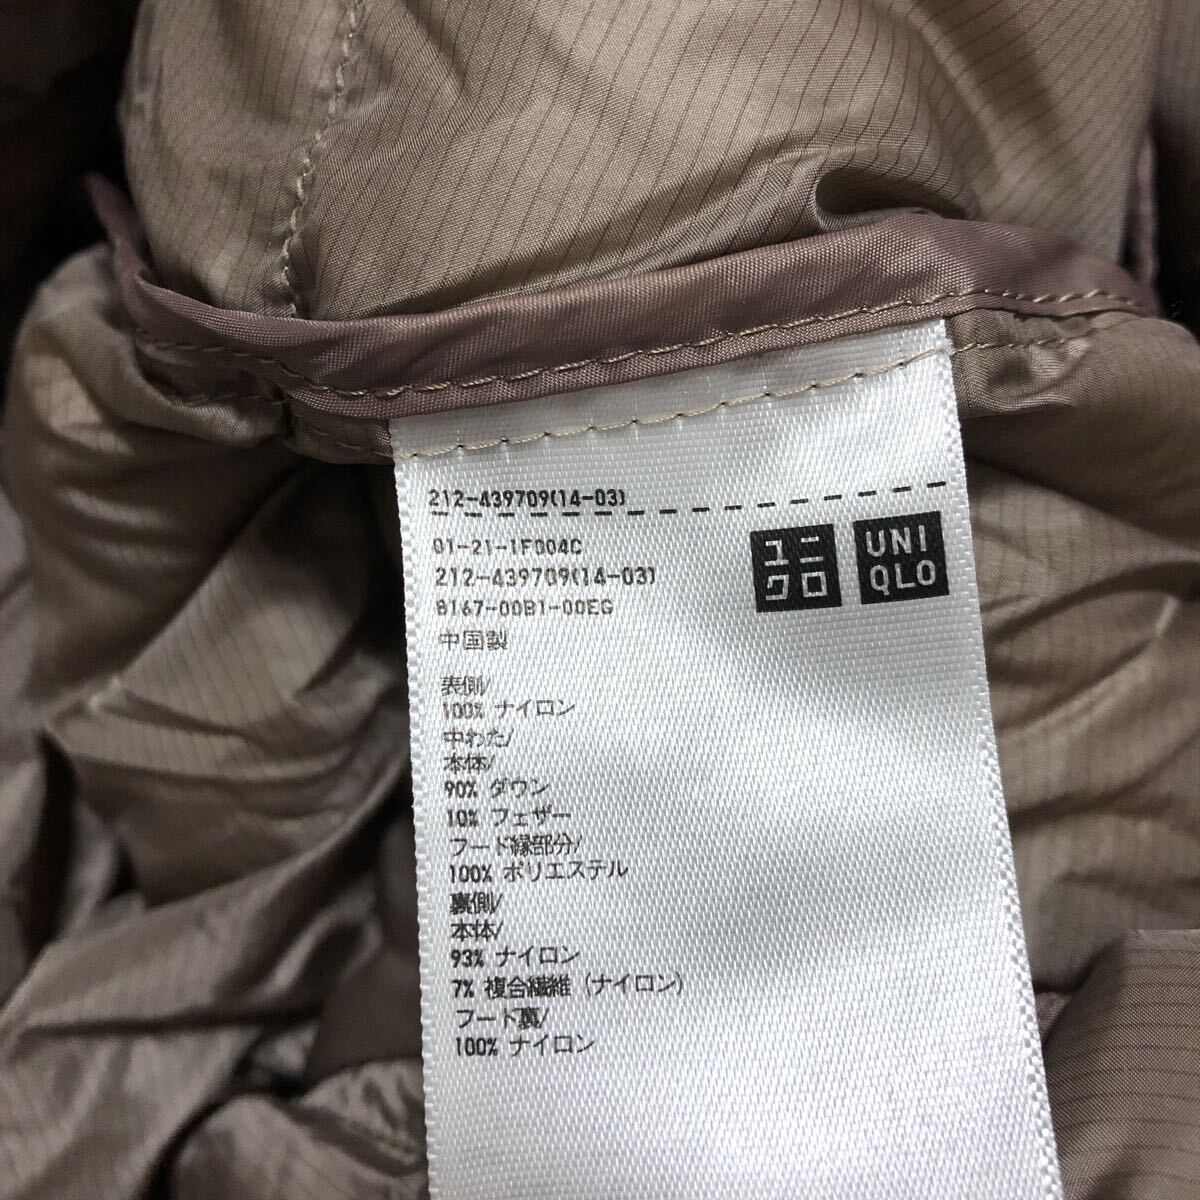 212-439709(14-03)
01-21-1F004C
212-439709(14-03)
8167-00B1-00EG
中国製
ユニ
クロ
UNI
QLO
表側/
100% ナイロン
中わた/
本体/
90% ダウン
10% フェザー
フード縁部分/
100% ポリエステル
裏側/
本体/
93% ナイロン
7% 複合繊維 (ナイロン)
フード裏/
100% ナイロン